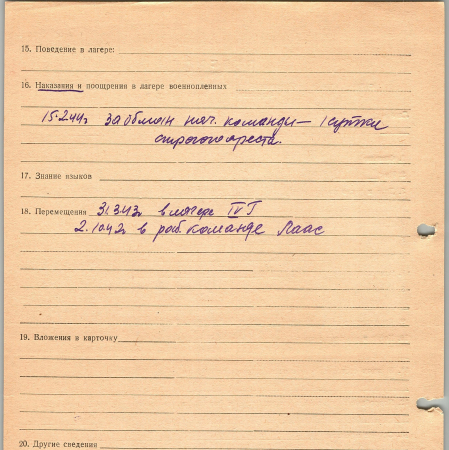 15. Поведение в лагере:
16. Наказания и поощрения в лагере военнопленных
15.2.44г За обман нач. команды – 1 сутки
строгого ареста.
17. Знание языков
18. Перемещения 31.3.43г в лагере IV Г
2.10.42г в раб. команде Лаас
19. Вложения в карточку
20. Другие сведения